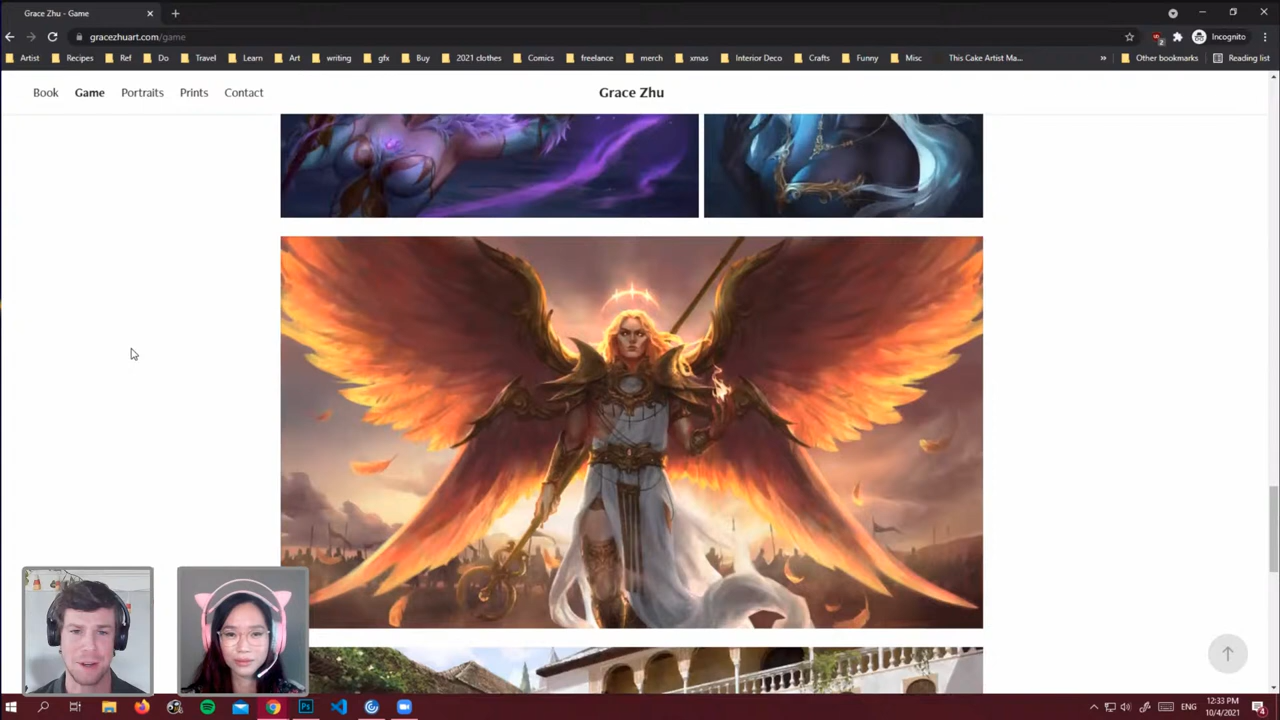 Grace Zhu - Game
gracezhuart.com/game
Incognito
2
Artist Recipes Ref Do Travel Learn Art writing gfx Buy 2021 clothes Comics freelance merch xmas Interior Deco Crafts Funny Misc This Cake Artist Ma... » Other bookmarks Reading list
Book Game Portraits Prints Contact
Grace Zhu
ENG
12:33 PM
10/4/2021
4